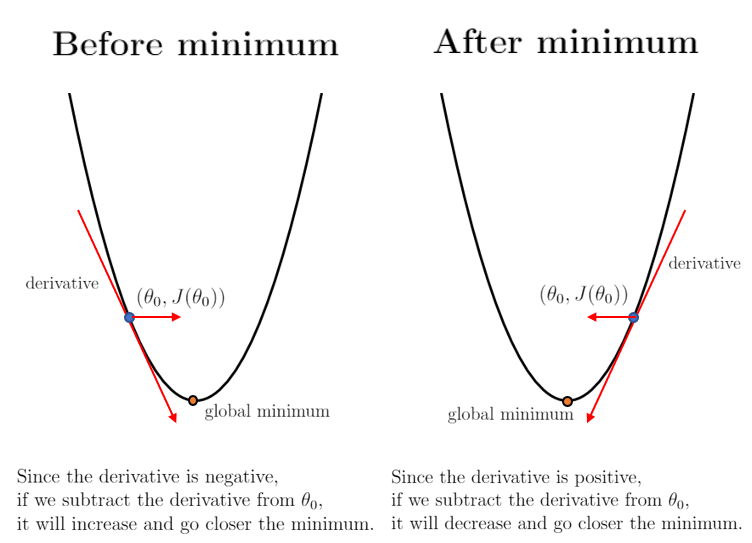 Before minimum
derivative
(θ₀, J(θ₀))
global minimum
Since the derivative is negative,
if we subtract the derivative from θ₀,
it will increase and go closer the minimum.
After minimum
derivative
(θ₀, J(θ₀))
global minimum
Since the derivative is positive,
if we subtract the derivative from θ₀,
it will decrease and go closer the minimum.